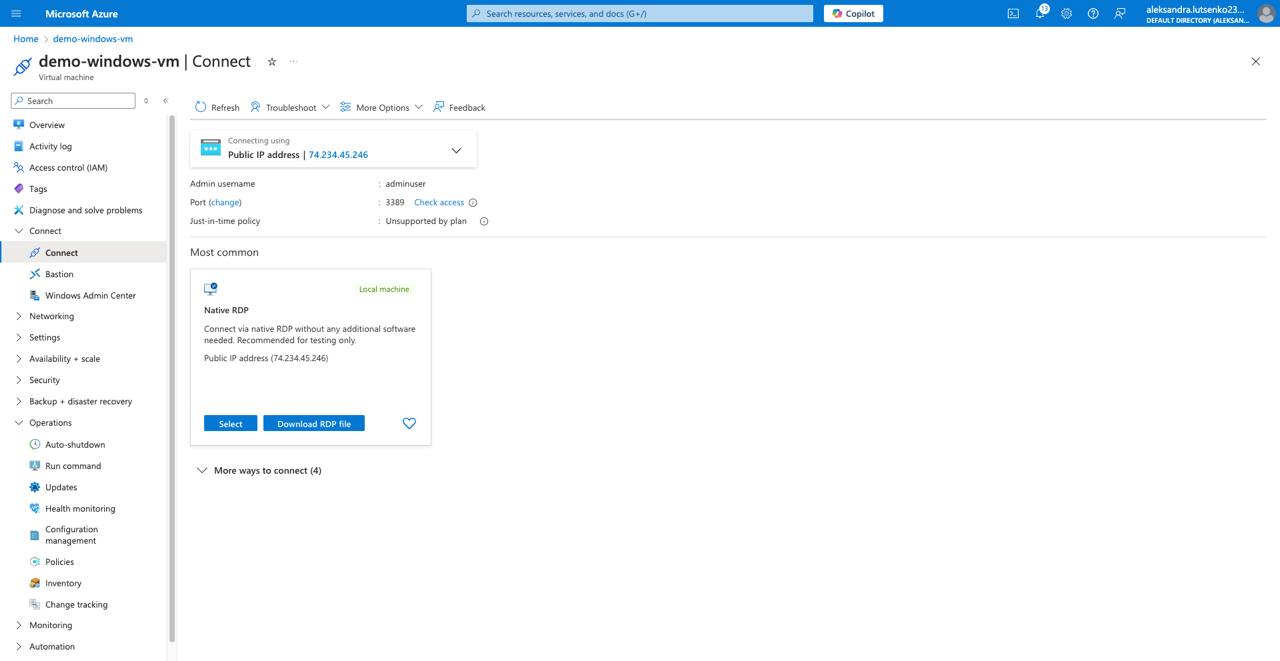 Microsoft Azure
Search resources, services, and docs (G+/)
Copilot
13
aleksandra.lutsenko23...
DEFAULT DIRECTORY (ALEKSAN...
Home > demo-windows-vm
demo-windows-vm | Connect
Virtual machine
Search
Refresh
Troubleshoot
More Options
Feedback
Overview
Activity log
Access control (IAM)
Tags
Diagnose and solve problems
Connect
Connect
Bastion
Windows Admin Center
Networking
Settings
Availability + scale
Security
Backup + disaster recovery
Operations
Auto-shutdown
Run command
Updates
Health monitoring
Configuration
management
Policies
Inventory
Change tracking
Monitoring
Automation
Connecting using
Public IP address | 74.234.45.246
Admin username : adminuser
Port (change) : 3389 Check access
Just-in-time policy : Unsupported by plan
Most common
Local machine
Native RDP
Connect via native RDP without any additional software
needed. Recommended for testing only.
Public IP address (74.234.45.246)
Select
Download RDP file
More ways to connect (4)